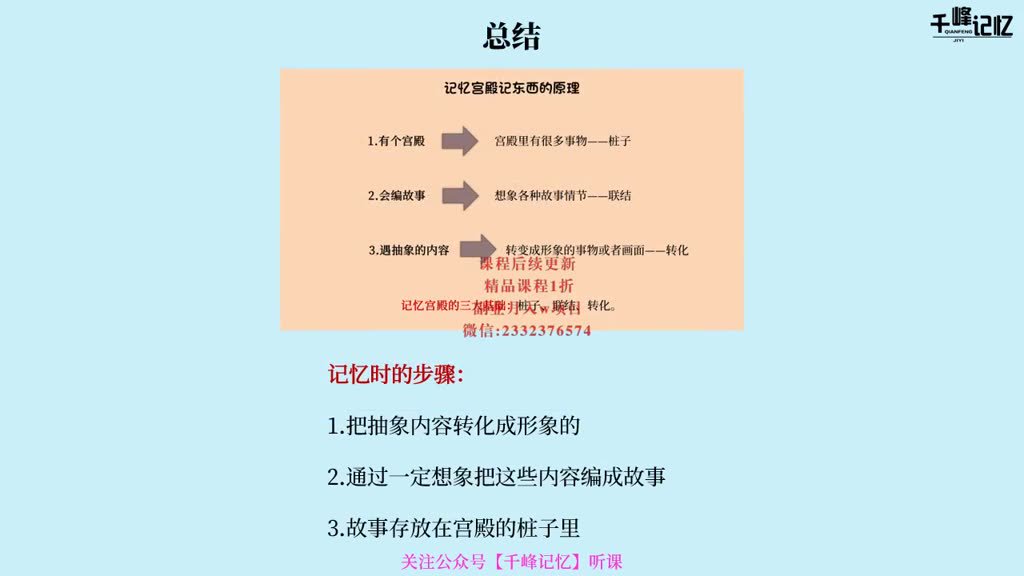 总结
千峰记忆
QIANFENG
JIYI
记忆宫殿记东西的原理
1.有个宫殿
宫殿里有很多事物——桩子
2.会编故事
想象各种故事情节——联结
3.遇抽象的内容
转变成形象的事物或者画面——转化
课程后续更新
精品课程1折
记忆宫殿的三大基础：桩子、联结、转化。
微信:2332376574
记忆时的步骤：
1.把抽象内容转化成形象的
2.通过一定想象把这些内容编成故事
3.故事存放在宫殿的桩子里
关注公众号【千峰记忆】听课